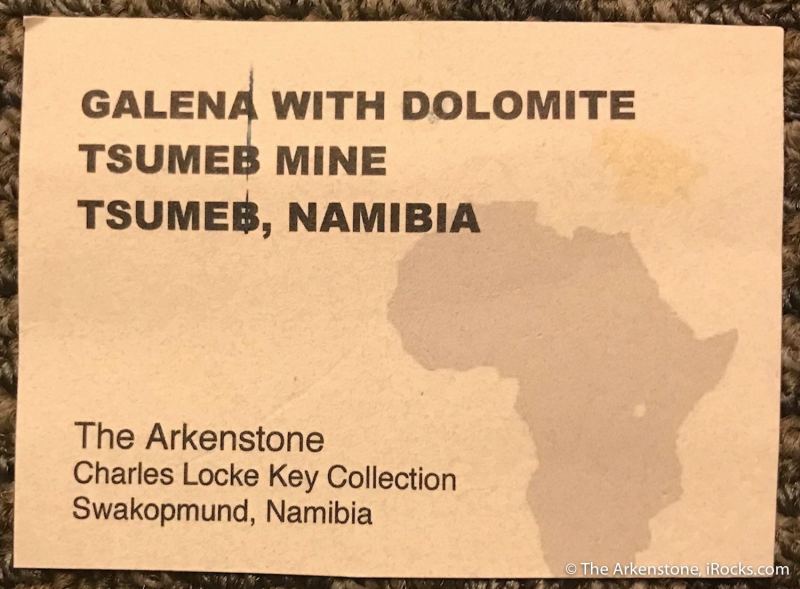 GALENA WITH DOLOMITE
TSUMEB MINE
TSUMEB, NAMIBIA
The Arkenstone
Charles Locke Key Collection
Swakopmund, Namibia
© The Arkenstone, iRocks.com